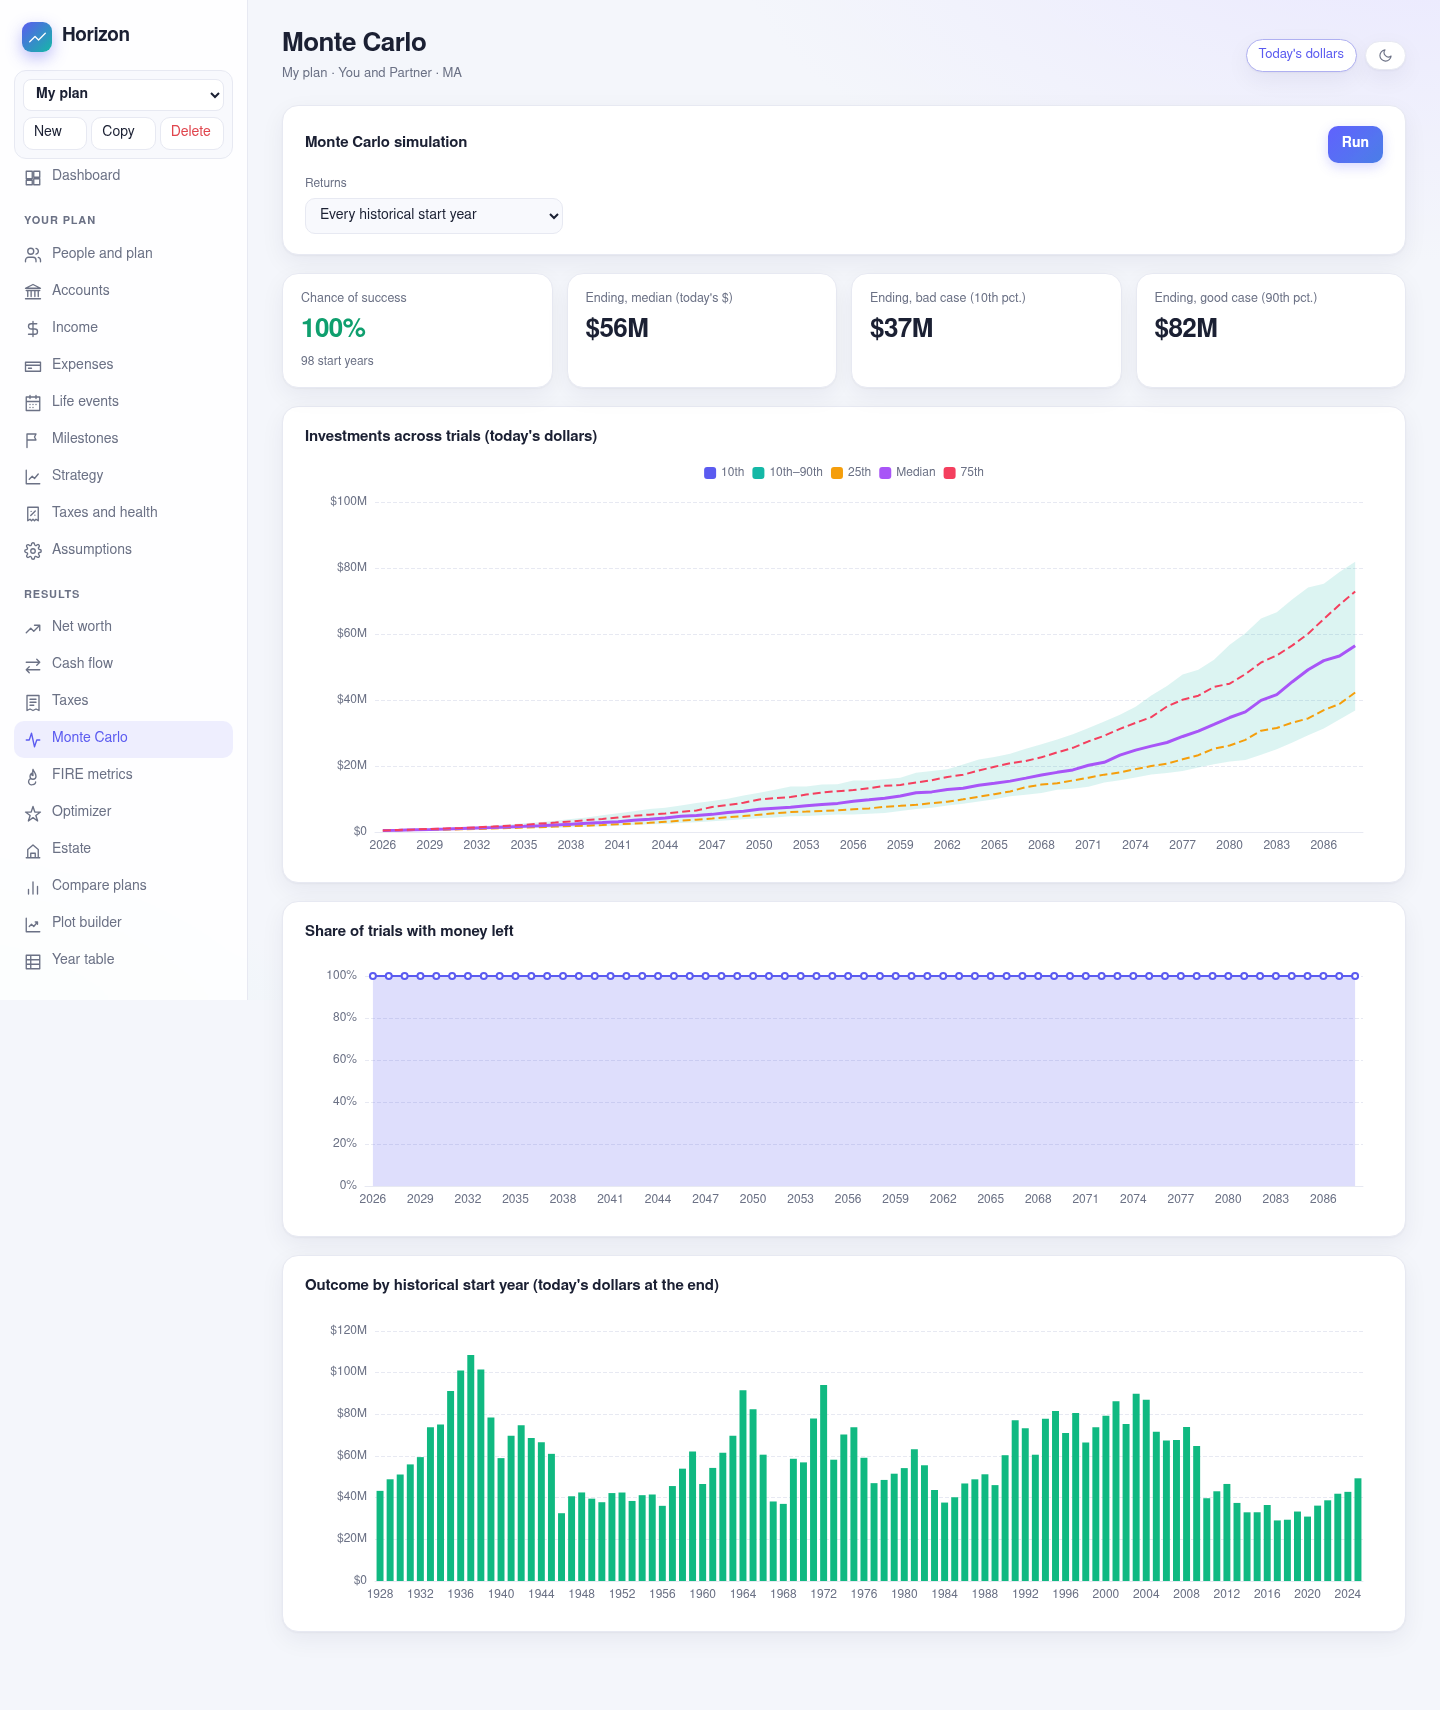 Horizon
My plan
New
Copy
Delete
Dashboard
YOUR PLAN
People and plan
Accounts
Income
Expenses
Life events
Milestones
Strategy
Taxes and health
Assumptions
RESULTS
Net worth
Cash flow
Taxes
Monte Carlo
FIRE metrics
Optimizer
Estate
Compare plans
Plot builder
Year table
Monte Carlo
My plan · You and Partner · MA
Today's dollars
Monte Carlo simulation
Run
Returns
Every historical start year
Chance of success
100%
98 start years
Ending, median (today's $)
$56M
Ending, bad case (10th pct.)
$37M
Ending, good case (90th pct.)
$82M
Investments across trials (today's dollars)
10th 10th–90th 25th Median 75th
$100M
$80M
$60M
$40M
$20M
$0
2026 2029 2032 2035 2038 2041 2044 2047 2050 2053 2056 2059 2062 2065 2068 2071 2074 2077 2080 2083 2086
Share of trials with money left
100%
80%
60%
40%
20%
0%
2026 2029 2032 2035 2038 2041 2044 2047 2050 2053 2056 2059 2062 2065 2068 2071 2074 2077 2080 2083 2086
Outcome by historical start year (today's dollars at the end)
$120M
$100M
$80M
$60M
$40M
$20M
$0
1928 1932 1936 1940 1944 1948 1952 1956 1960 1964 1968 1972 1976 1980 1984 1988 1992 1996 2000 2004 2008 2012 2016 2020 2024